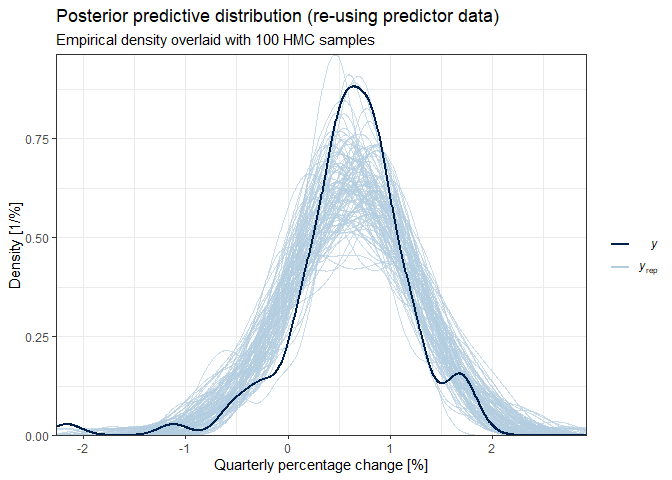 Posterior predictive distribution (re-using predictor data)
Empirical density overlaid with 100 HMC samples
Density [1/%]
0.75
0.50
0.25
0.00
-2
-1
0
1
2
Quarterly percentage change [%]
y
y rep